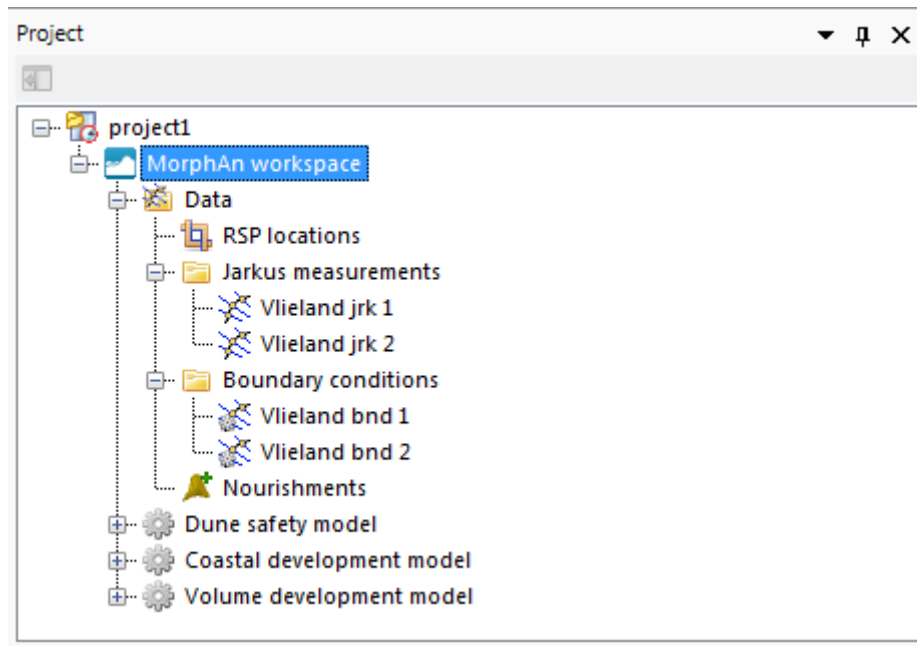 Project
project1
MorphAn workspace
Data
RSP locations
Jarkus measurements
Vlieland jrk 1
Vlieland jrk 2
Boundary conditions
Vlieland bnd 1
Vlieland bnd 2
Nourishments
Dune safety model
Coastal development model
Volume development model